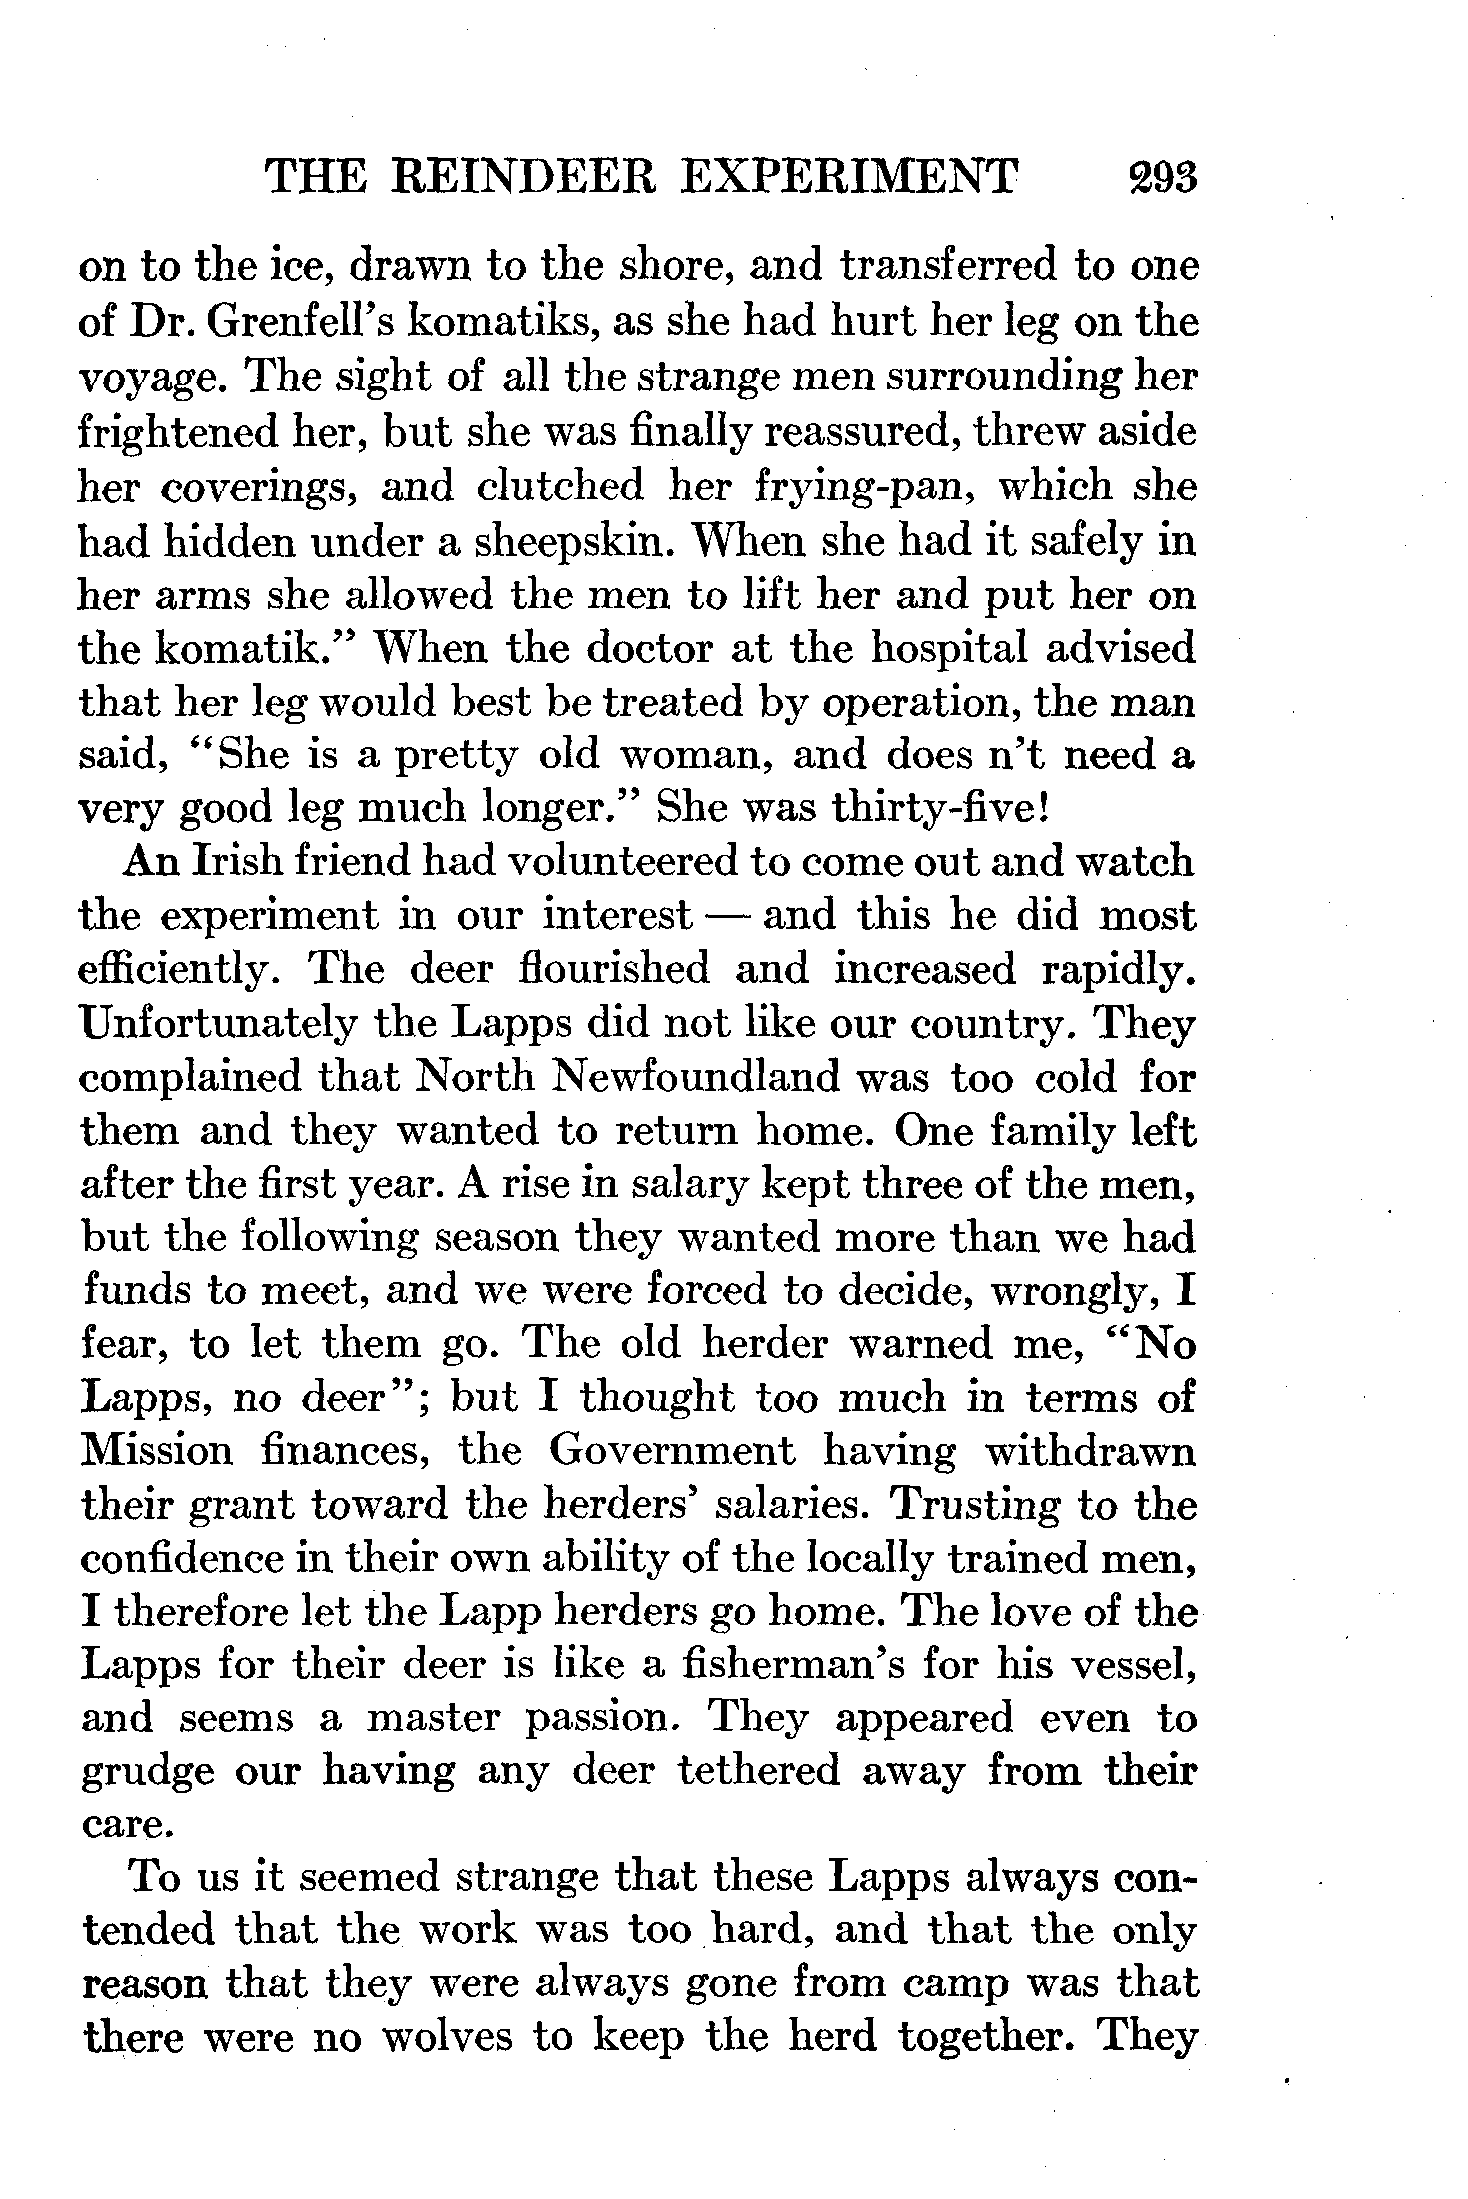 THE REINDEER EXPERIMENT 293
on to the ice, drawn to the shore, and transferred to one
of Dr. Grenfell's komatiks, as she had hurt her leg on the
voyage. The sight of all the strange men surrounding her
frightened her, but she was finally reassured, threw aside
her coverings, and clutched her frying-pan, which she
had hidden under a sheepskin. When she had it safely in
her arms she allowed the men to lift her and put her on
the komatik." When the doctor at the hospital advised
that her leg would best be treated by operation, the man
said, "She is a pretty old woman, and does n't need a
very good leg much longer." She was thirty-five!
An Irish friend had volunteered to come out and watch
the experiment in our interest — and this he did most
efficiently. The deer flourished and increased rapidly.
Unfortunately the Lapps did not like our country. They
complained that North Newfoundland was too cold for
them and they wanted to return home. One family left
after the first year. A rise in salary kept three of the men,
but the following season they wanted more than we had
funds to meet, and we were forced to decide, wrongly, I
fear, to let them go. The old herder warned me, "No
Lapps, no deer"; but I thought too much in terms of
Mission finances, the Government having withdrawn
their grant toward the herders' salaries. Trusting to the
confidence in their own ability of the locally trained men,
I therefore let the Lapp herders go home. The love of the
Lapps for their deer is like a fisherman's for his vessel,
and seems a master passion. They appeared even to
grudge our having any deer tethered away from their
care.
To us it seemed strange that these Lapps always con-
tended that the work was too hard, and that the only
reason that they were always gone from camp was that
there were no wolves to keep the herd together. They